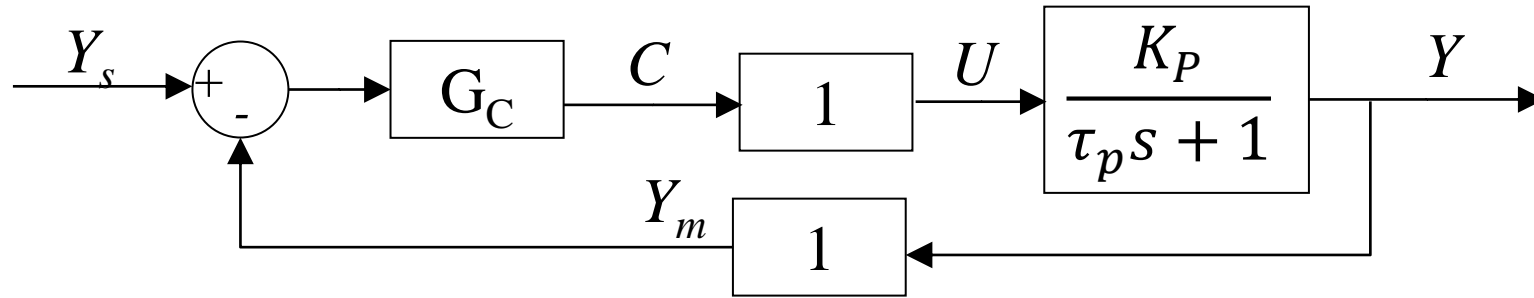 Y_s
+
-
G_C
C
1
U
K_P
τ_p s + 1
Y
Y_m
1